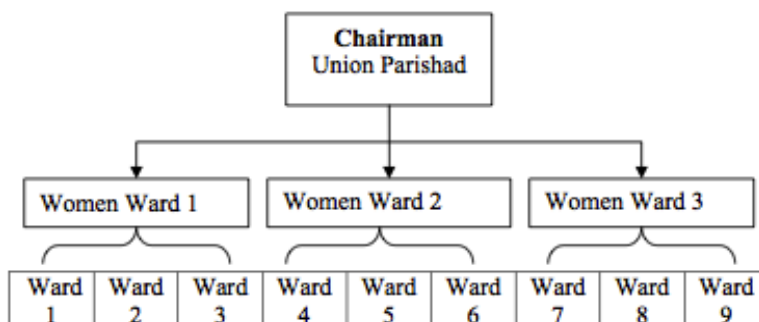 Chairman
Union Parishad
Women Ward 1
Women Ward 2
Women Ward 3
Ward Ward Ward Ward Ward Ward Ward Ward Ward
1 2 3 4 5 6 7 8 9